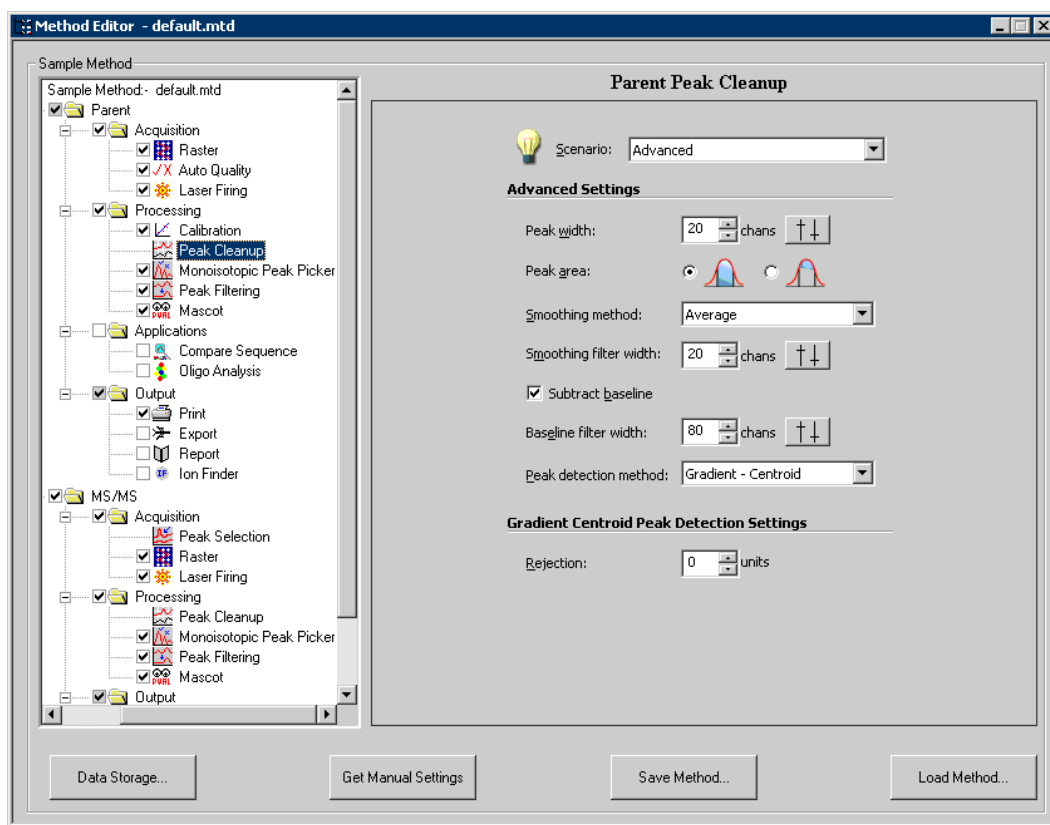 Method Editor - default.mtd
Sample Method
Sample Method:- default.mtd
Parent
Acquisition
Raster
Auto Quality
Laser Firing
Processing
Calibration
Peak Cleanup
Monoisotopic Peak Picker
Peak Filtering
Mascot
Applications
Compare Sequence
Oligo Analysis
Output
Print
Export
Report
IF Ion Finder
MS/MS
Acquisition
Peak Selection
Raster
Laser Firing
Processing
Peak Cleanup
Monoisotopic Peak Picker
Peak Filtering
Mascot
Output
Parent Peak Cleanup
Scenario: Advanced
Advanced Settings
Peak width: 20 chans
Peak area:
Smoothing method: Average
Smoothing filter width: 20 chans
Subtract baseline
Baseline filter width: 80 chans
Peak detection method: Gradient - Centroid
Gradient Centroid Peak Detection Settings
Rejection: 0 units
Data Storage... Get Manual Settings Save Method... Load Method...